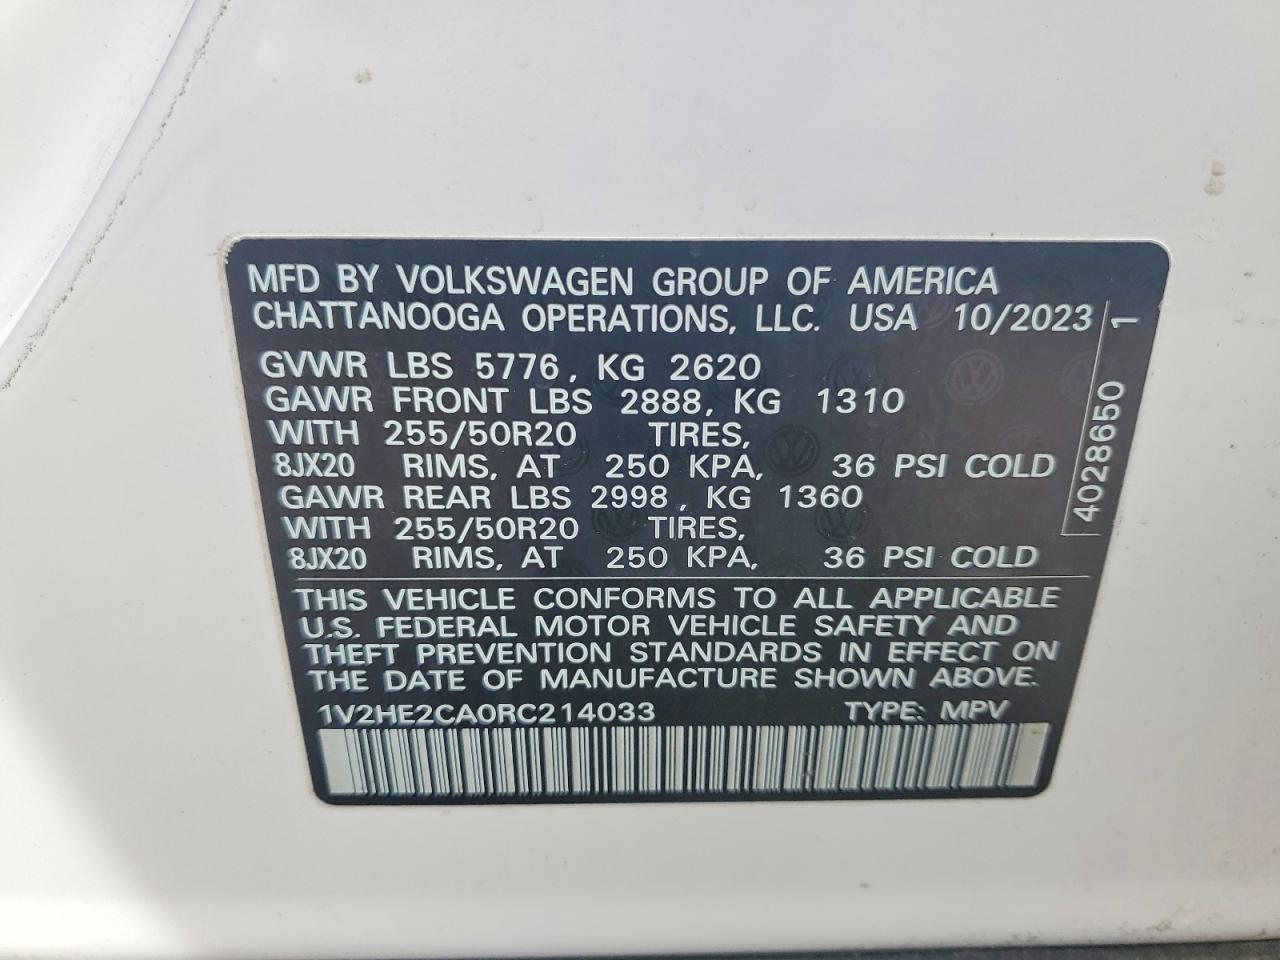 MFD BY VOLKSWAGEN GROUP OF AMERICA
CHATTANOOGA OPERATIONS, LLC. USA 10/2023
GVWR LBS 5776, KG 2620
GAWR FRONT LBS 2888, KG 1310
WITH 255/50R20 TIRES,
8JX20 RIMS, AT 250 KPA, 36 PSI COLD
GAWR REAR LBS 2998, KG 1360
WITH 255/50R20 TIRES,
8JX20 RIMS, AT 250 KPA, 36 PSI COLD
THIS VEHICLE CONFORMS TO ALL APPLICABLE
U.S. FEDERAL MOTOR VEHICLE SAFETY AND
THEFT PREVENTION STANDARDS IN EFFECT ON
THE DATE OF MANUFACTURE SHOWN ABOVE.
1V2HE2CA0RC214033 TYPE: MPV
4028650 1